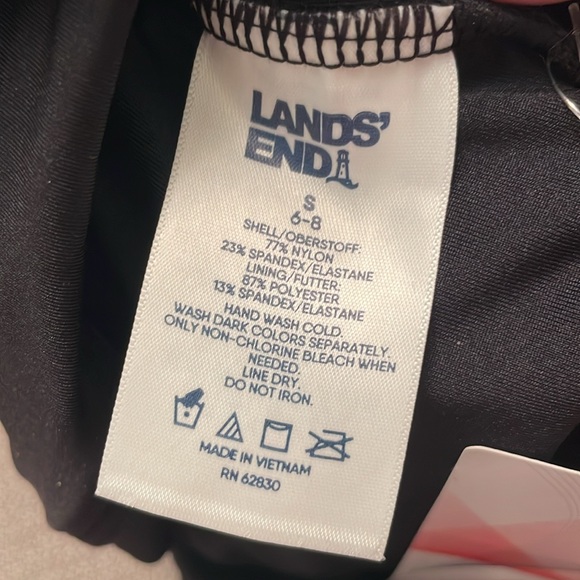 LANDS'
END
S
6-8
SHELL/OBERSTOFF:
77% NYLON
23% SPANDEX/ELASTANE
LINING/FUTTER:
87% POLYESTER
13% SPANDEX/ELASTANE
HAND WASH COLD.
WASH DARK COLORS SEPARATELY.
ONLY NON-CHLORINE BLEACH WHEN
NEEDED.
LINE DRY.
DO NOT IRON.
MADE IN VIETNAM
RN 62830